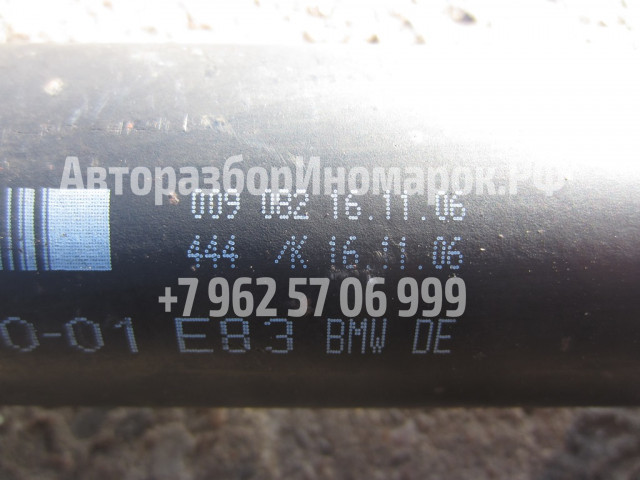 АвторазборИномарок.РФ
009 082 16.11.06
444 /K 16.11.06
+7 962 57 06 999
0-01 E83 BMW DE